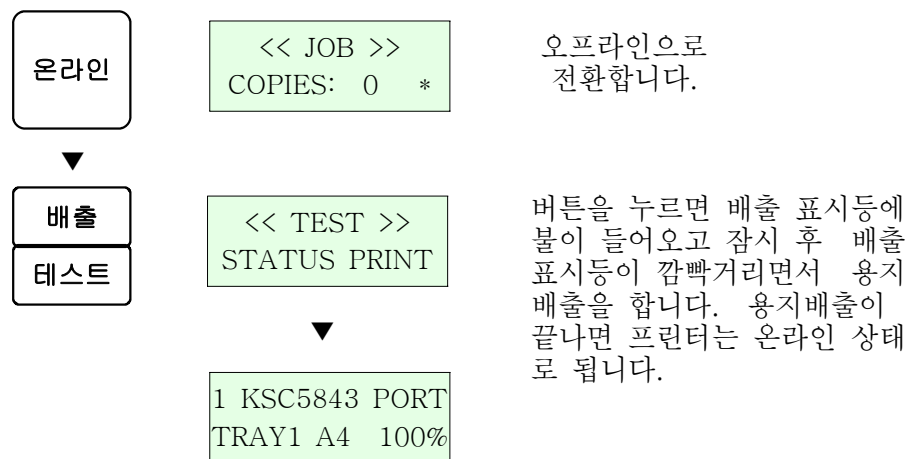 온라인
<< JOB >>
COPIES: 0 *
오프라인으로
전환합니다.
▼
배출
테스트
<< TEST >>
STATUS PRINT
버튼을 누르면 배출 표시등에
불이 들어오고 잠시 후 배출
표시등이 깜빡거리면서 용지
배출을 합니다. 용지배출이
끝나면 프린터는 온라인 상태
로 됩니다.
▼
1 KSC5843 PORT
TRAY1 A4 100%